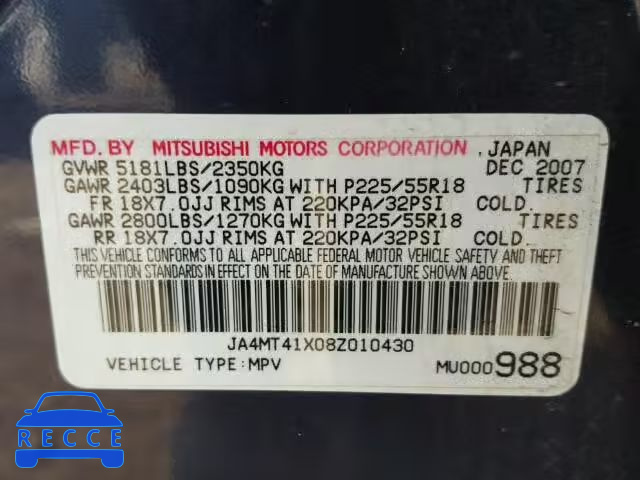 MFD. BY MITSUBISHI MOTORS CORPORATION , JAPAN
GVWR 5181LBS/2350KG DEC 2007
GAWR 2403LBS/1090KG WITH P225/55R18 TIRES
FR 18X7.0JJ RIMS AT 220KPA/32PSI COLD.
GAWR 2800LBS/1270KG WITH P225/55R18 TIRES
RR 18X7.0JJ RIMS AT 220KPA/32PSI COLD.
THIS VEHICLE CONFORMS TO ALL APPLICABLE FEDERAL MOTOR VEHICLE SAFETY AND THEFT
PREVENTION STANDARDS IN EFFECT ON THE DATE OF MANUFACTURE SHOWN ABOVE.
JA4MT41X08Z010430
VEHICLE TYPE: MPV MU000988
RECCE